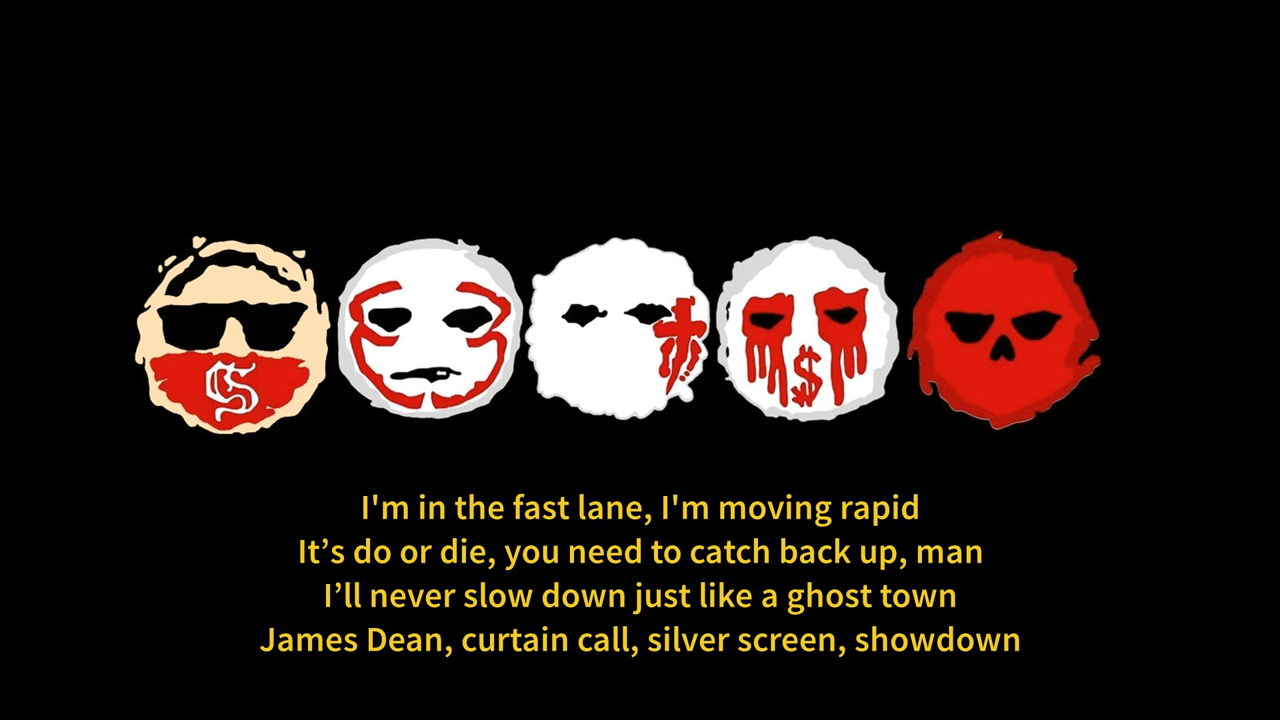 S
$
I'm in the fast lane, I'm moving rapid
It’s do or die, you need to catch back up, man
I’ll never slow down just like a ghost town
James Dean, curtain call, silver screen, showdown